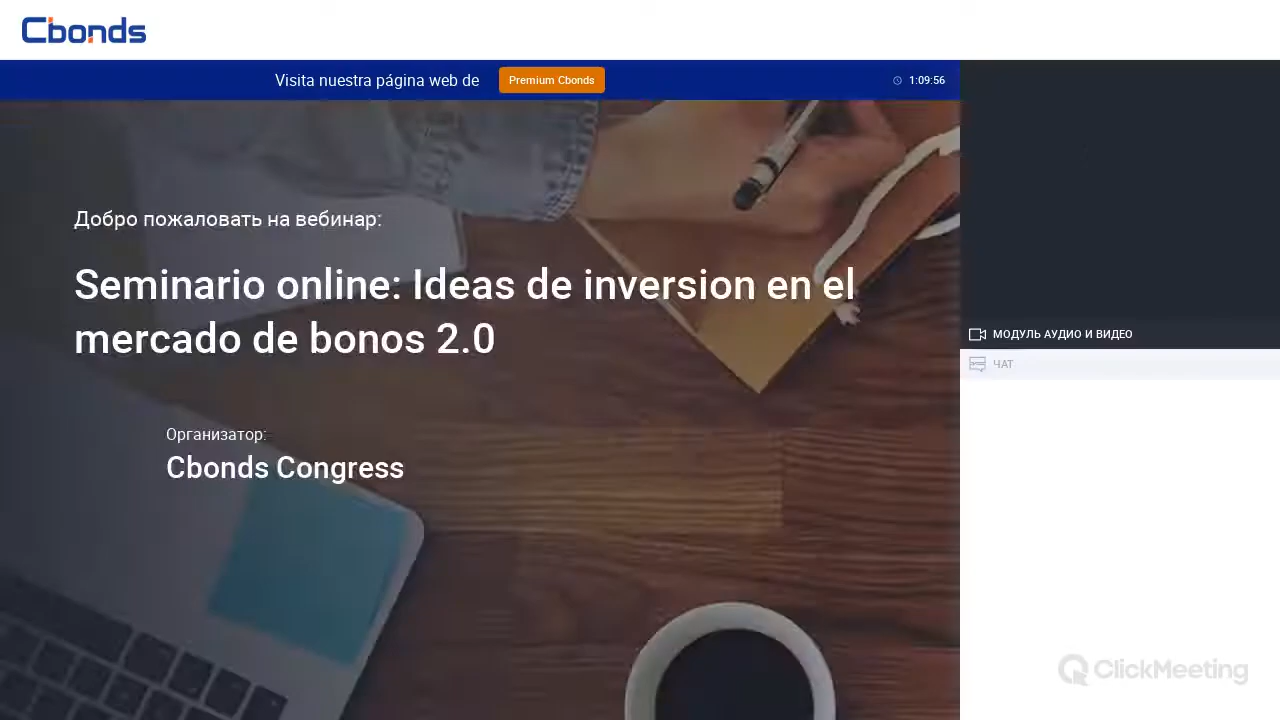 Cbonds
Visita nuestra página web de
Premium Cbonds
1:09:56
Добро пожаловать на вебинар:
Seminario online: Ideas de inversion en el
mercado de bonos 2.0
Организатор:
Cbonds Congress
МОДУЛЬ АУДИО И ВИДЕО
ЧАТ
ClickMeeting